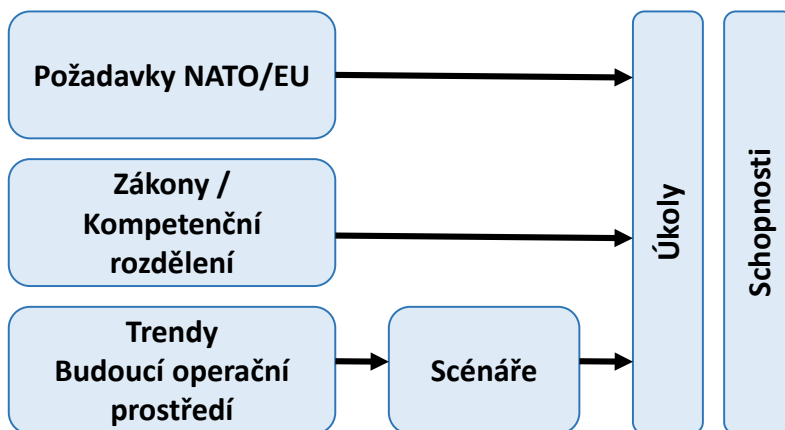 Požadavky NATO/EU
Zákony /
Kompetenční
rozdělení
Trendy
Budoucí operační
prostředí
Scénáře
Úkoly
Schopnosti